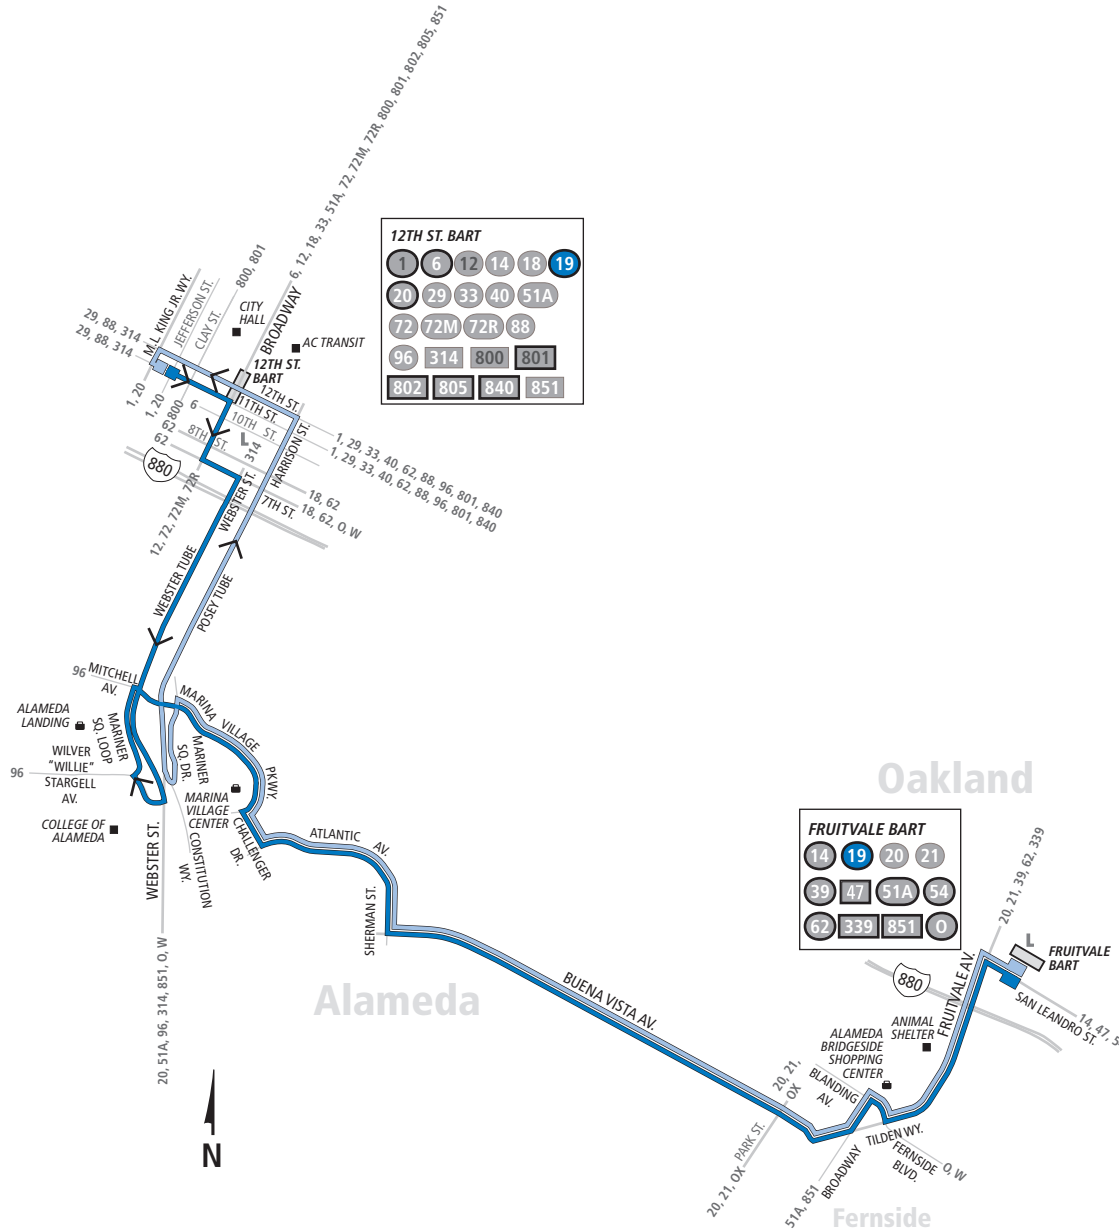 BROADWAY 6, 12, 18, 33, 51A, 72, 72M, 72R, 800, 801, 802, 805, 851
12TH ST. BART
1 6 12 14 18 19
20 29 33 40 51A
72 72M 72R 88
96 314 800 801
802 805 840 851
800, 801
M.L KING JR.WY.
JEFFERSON ST.
CLAY ST.
CITY
HALL
AC TRANSIT
29, 88, 314
29, 88, 314
12TH ST.
BART
12TH ST.
11TH ST.
10TH ST.
8TH ST.
7TH ST.
1, 20
1, 20
800
6
62
62
314
HARRISON ST.
WEBSTER ST.
1, 29, 33, 40, 62, 88, 96, 801, 840
1, 29, 33, 40, 62, 88, 96, 801, 840
18, 62
18, 62, O, W
880
12, 72, 72M, 72R
WEBSTER TUBE
POSEY TUBE
96
MITCHELL
AV.
ALAMEDA
LANDING
MARINER
SQ. LOOP
MARINA VILLAGE PKWY.
MARINER
SQ. DR.
WILVER
"WILLIE"
STARGELL
AV.
96
MARINA
VILLAGE
CENTER
CHALLENGER
DR.
COLLEGE OF
ALAMEDA
WEBSTER ST.
CONSTITUTION
WY.
ATLANTIC AV.
SHERMAN ST.
20, 51A, 96, 314, 851, O, W
Alameda
N
BUENA VISTA AV.
Oakland
FRUITVALE BART
14 19 20 21
39 47 51A 54
62 339 851 O
20, 21, 39, 62, 339
FRUITVALE
BART
FRUITVALE AV.
880
SAN LEANDRO ST.
14, 47, 5
ANIMAL
SHELTER
ALAMEDA
BRIDGESIDE
SHOPPING
CENTER
BLANDING
AV.
20, 21,
OX
PARK ST.
20, 21, OX
TILDEN WY.
BROADWAY
51A, 851
FERNSIDE
BLVD.
O, W
Fernside